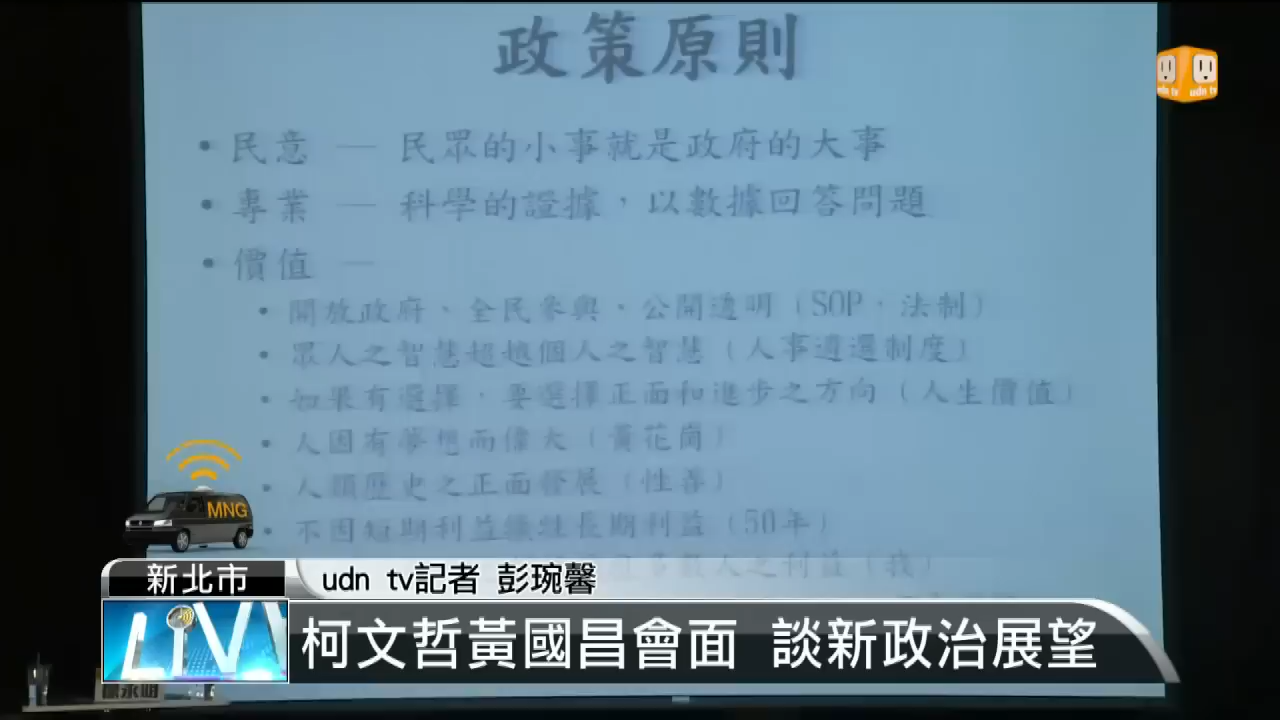 政策原則
udn tv
udn tv
• 民意 — 民眾的小事就是政府的大事
• 專業 — 科學的證據，以數據回答問題
• 價值 —
• 開放政府、全民參與、公開透明（SOP，法制）
• 眾人之智慧超越個人之智慧（人事遴選制度）
• 如果有選擇，要選擇正面和進步之方向（人生價值）
• 人因有夢想而偉大（黃花崗）
• 人類歷史之正面發展（性善）
• 不因短期利益犧牲長期利益（50年）
多數人之利益（我）
MNG
新北市
udn tv記者 彭琬馨
LIV
柯文哲黃國昌會面 談新政治展望